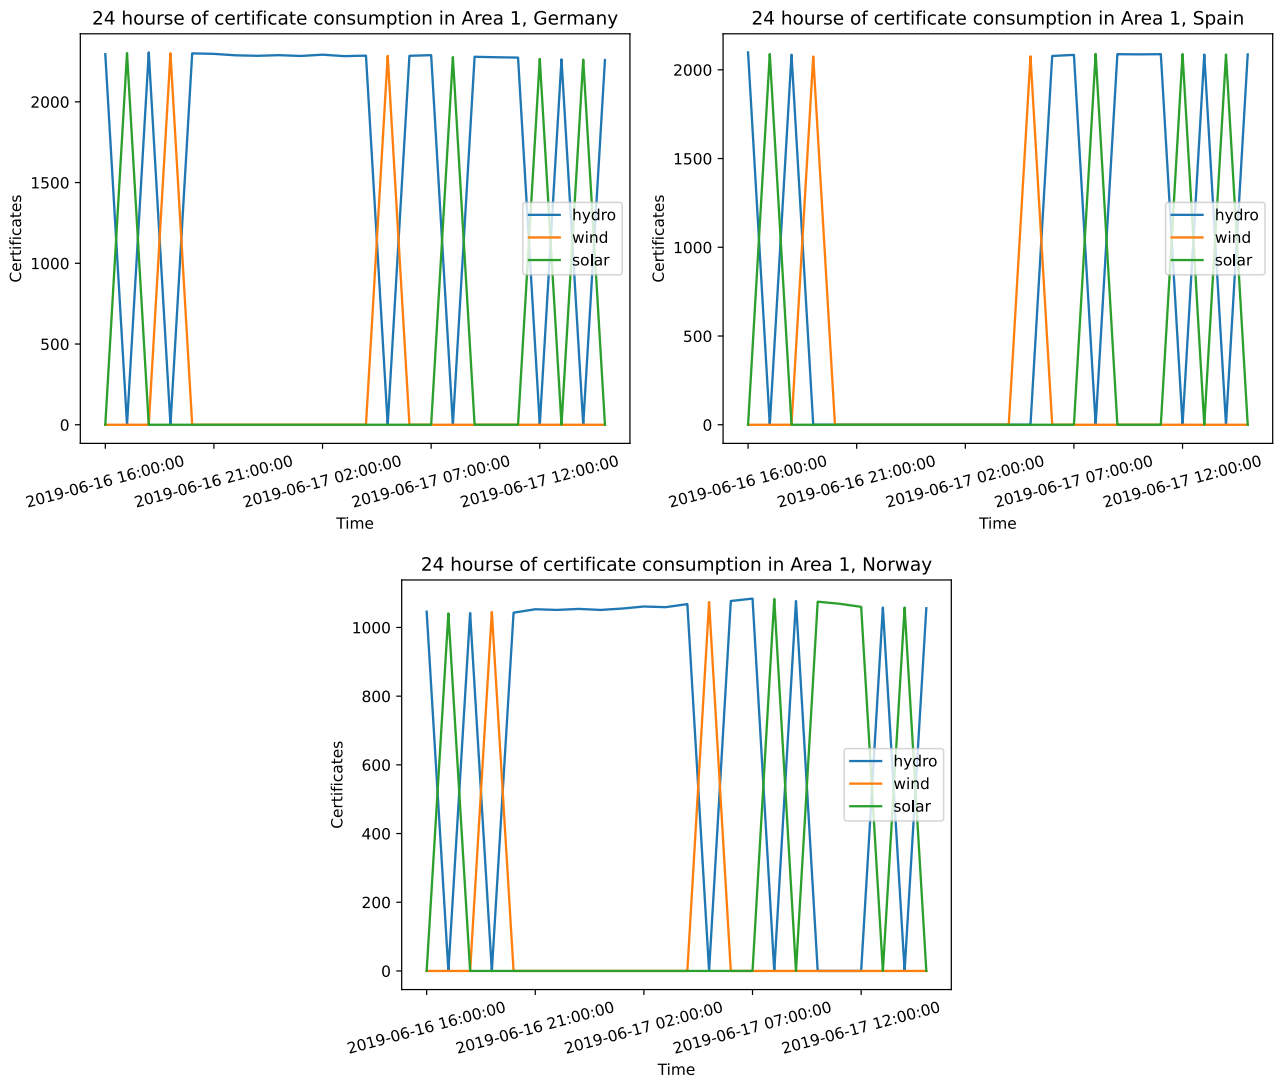 24 hourse of certificate consumption in Area 1, Germany
Certificates
2000
1500
1000
500
0
hydro
wind
solar
2019-06-16 16:00:00
2019-06-16 21:00:00
2019-06-17 02:00:00
2019-06-17 07:00:00
2019-06-17 12:00:00
Time
24 hourse of certificate consumption in Area 1, Spain
Certificates
2000
1500
1000
500
0
hydro
wind
solar
2019-06-16 16:00:00
2019-06-16 21:00:00
2019-06-17 02:00:00
2019-06-17 07:00:00
2019-06-17 12:00:00
Time
24 hourse of certificate consumption in Area 1, Norway
Certificates
1000
800
600
400
200
0
hydro
wind
solar
2019-06-16 16:00:00
2019-06-16 21:00:00
2019-06-17 02:00:00
2019-06-17 07:00:00
2019-06-17 12:00:00
Time